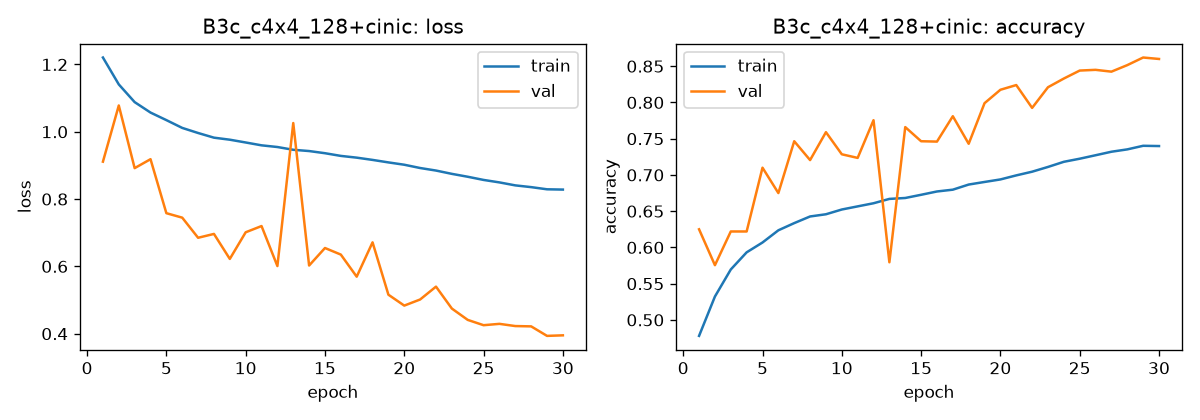 B3c_c4x4_128+cinic: loss
train
val
1.2
1.0
0.8
0.6
0.4
loss
0 5 10 15 20 25 30
epoch
B3c_c4x4_128+cinic: accuracy
train
val
0.85
0.80
0.75
0.70
0.65
0.60
0.55
0.50
accuracy
0 5 10 15 20 25 30
epoch